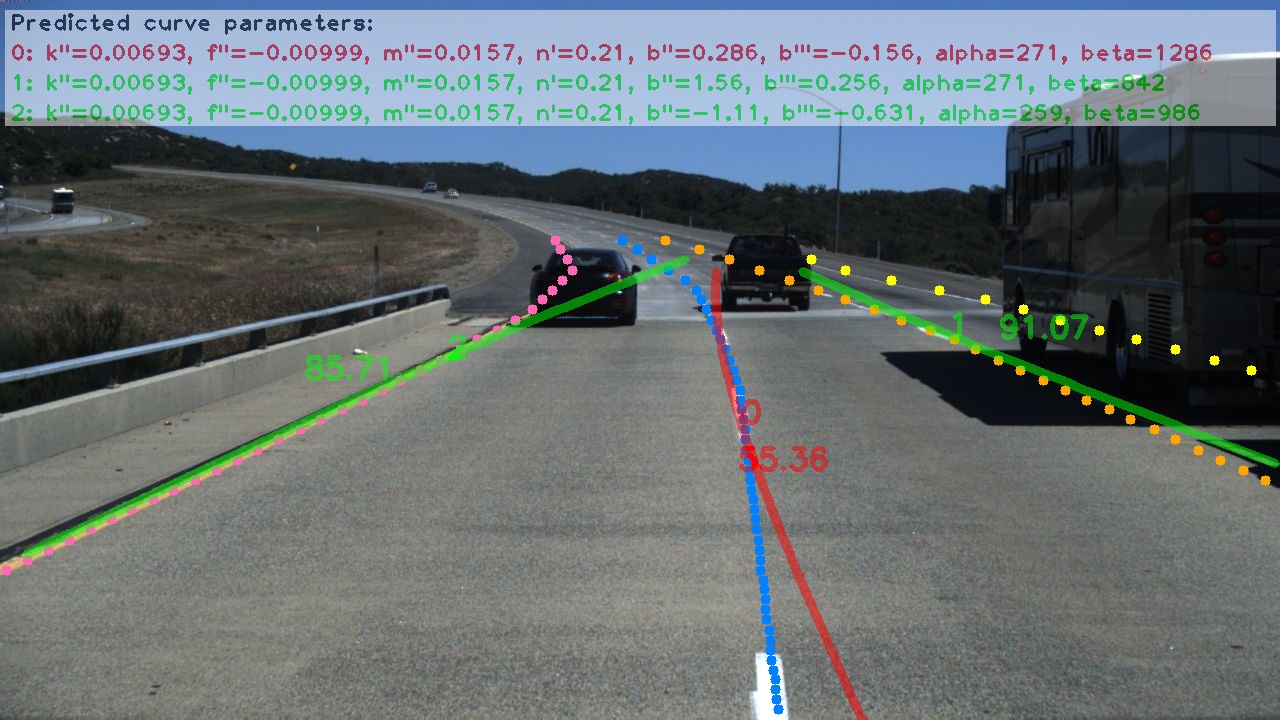 Predicted curve parameters:
0: k''=0.00693, f''=-0.00999, m''=0.0157, n'=0.21, b''=0.286, b'''=-0.156, alpha=271, beta=1286
1: k''=0.00693, f''=-0.00999, m''=0.0157, n'=0.21, b''=1.56, b'''=0.256, alpha=271, beta=842
2: k''=0.00693, f''=-0.00999, m''=0.0157, n'=0.21, b''=-1.11, b'''=-0.631, alpha=259, beta=986
1 91.07
2
85.71
0
55.36